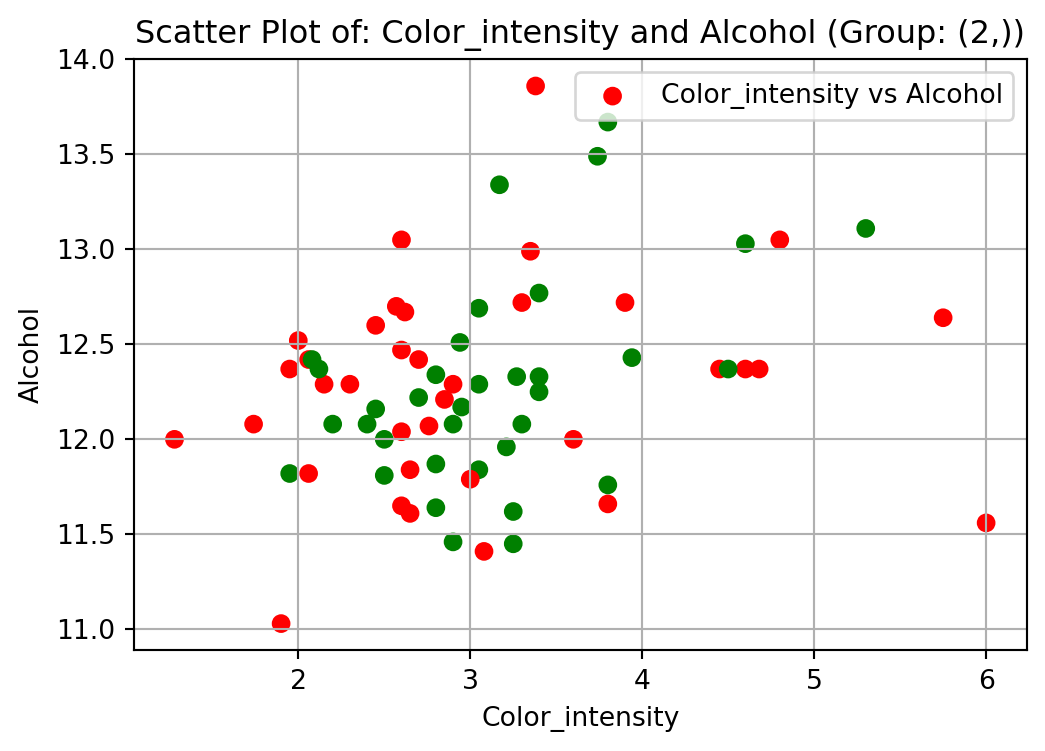 Scatter Plot of: Color_intensity and Alcohol (Group: (2,))
Color_intensity vs Alcohol
14.0
13.5
13.0
12.5
12.0
11.5
11.0
Alcohol
2 3 4 5 6
Color_intensity